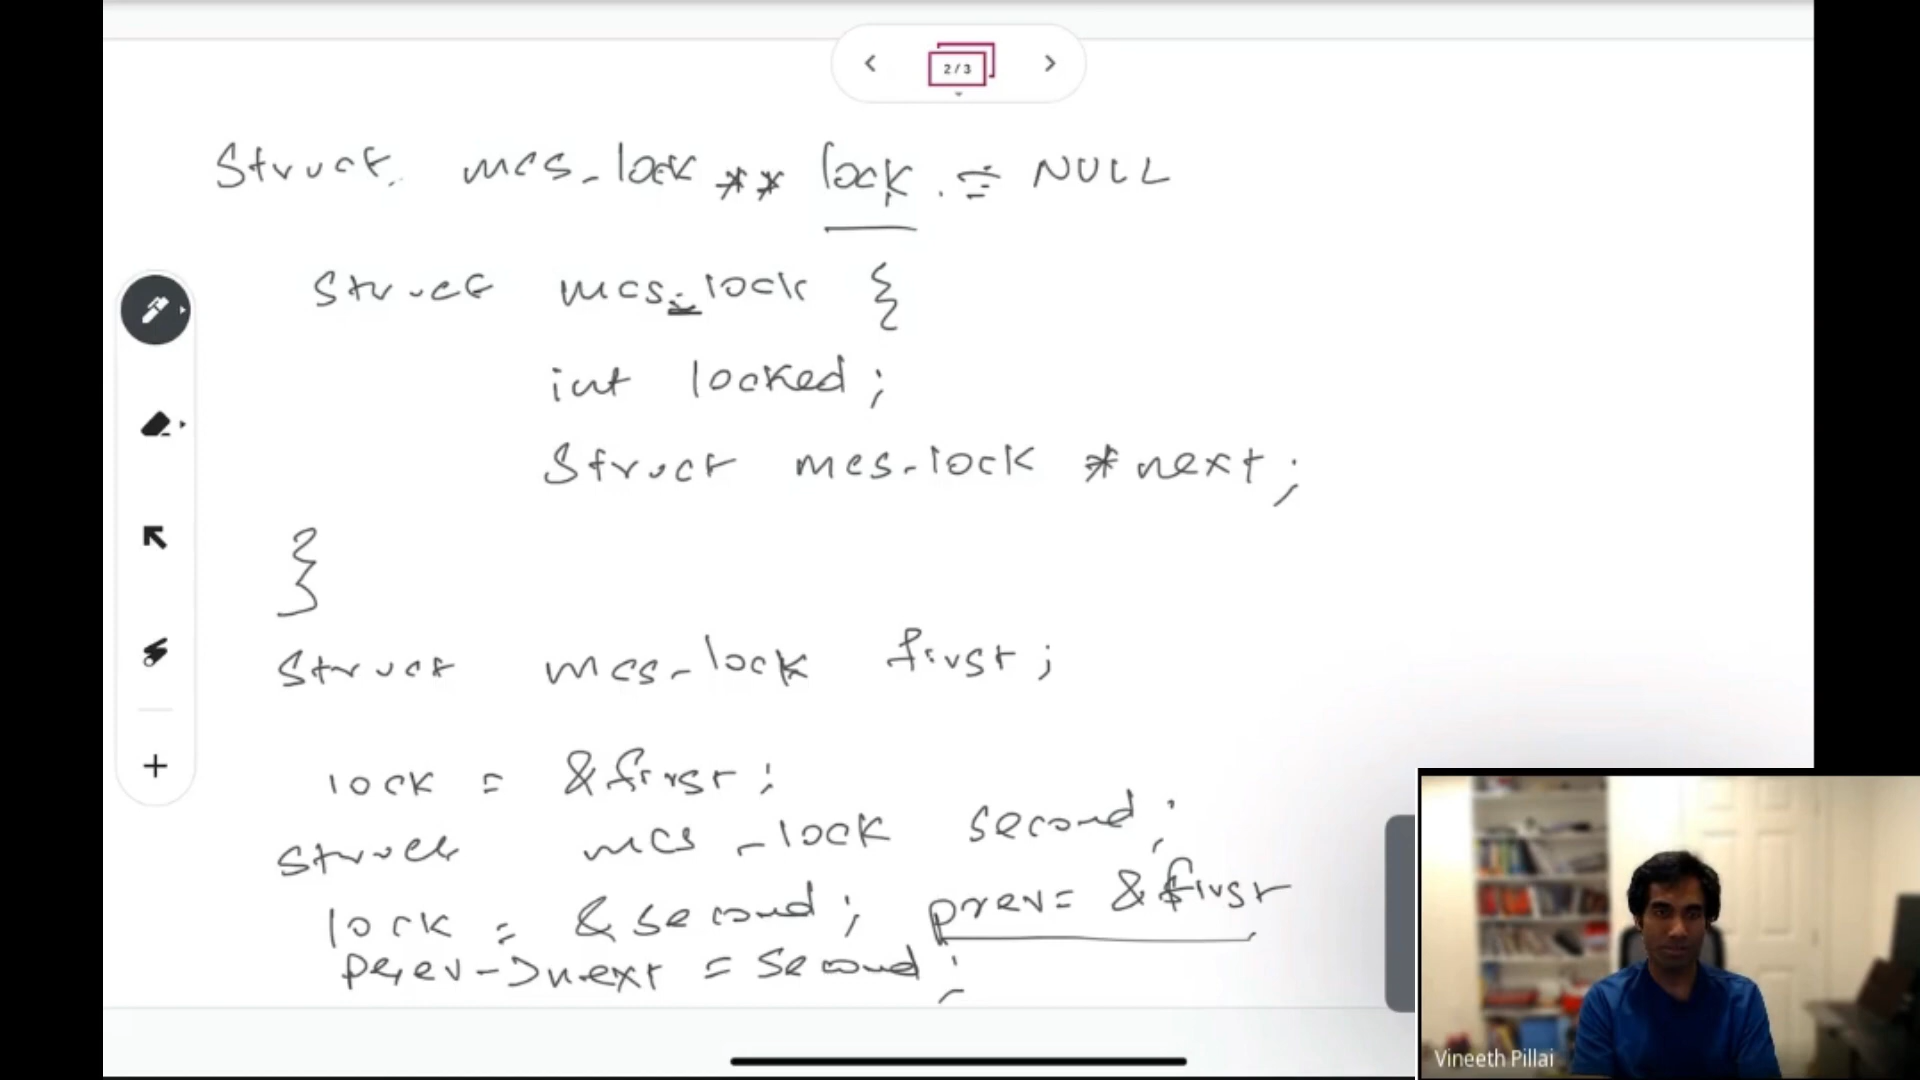 2/3
Struct. mcs_lock ** lock. = NULL
Struct mcs_lock {
int locked;
Struct mcs_lock *next;
}
Struct mcs_lock first;
lock = &first;
Struct mcs_lock second;
lock = &second; prev= &first
prev->next = second;
Vineeth Pillai